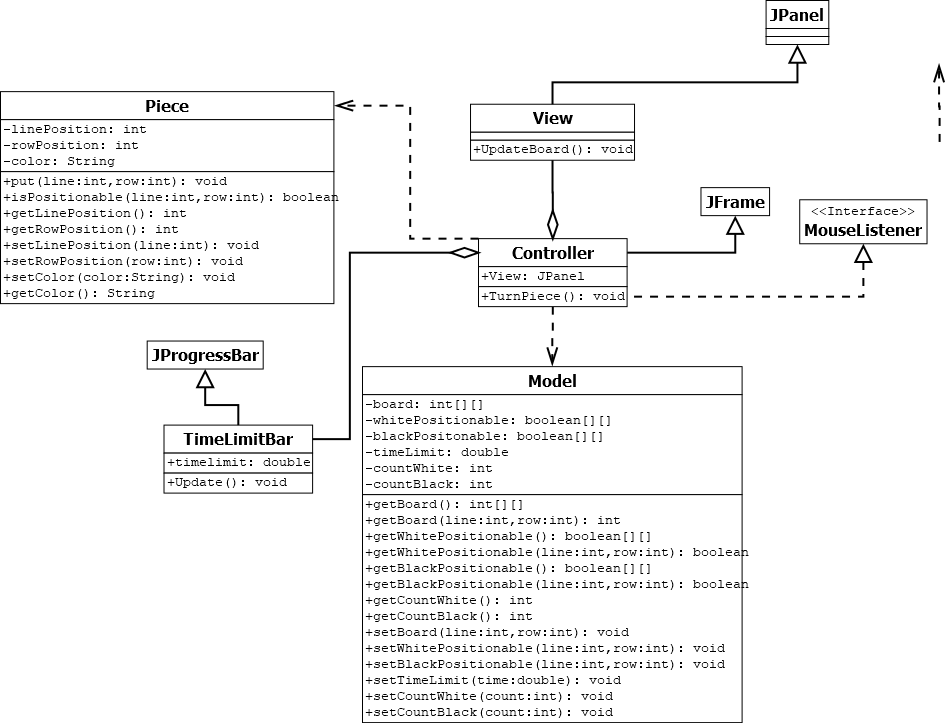 JPanel
Piece
-linePosition: int
-rowPosition: int
-color: String
+put(line:int,row:int): void
+isPositionable(line:int,row:int): boolean
+getLinePosition(): int
+getRowPosition(): int
+setLinePosition(line:int): void
+setRowPosition(row:int): void
+setColor(color:String): void
+getColor(): String
View
+UpdateBoard(): void
JFrame
<<Interface>>
MouseListener
Controller
+View: JPanel
+TurnPiece(): void
JProgressBar
TimeLimitBar
+timelimit: double
+Update(): void
Model
-board: int[][]
-whitePositionable: boolean[][]
-blackPositonable: boolean[][]
-timeLimit: double
-countWhite: int
-countBlack: int
+getBoard(): int[][]
+getBoard(line:int,row:int): int
+getWhitePositionable(): boolean[][]
+getWhitePositionable(line:int,row:int): boolean
+getBlackPositionable(): boolean[][]
+getBlackPositionable(line:int,row:int): boolean
+getCountWhite(): int
+getCountBlack(): int
+setBoard(line:int,row:int): void
+setWhitePositionable(line:int,row:int): void
+setBlackPositionable(line:int,row:int): void
+setTimeLimit(time:double): void
+setCountWhite(count:int): void
+setCountBlack(count:int): void